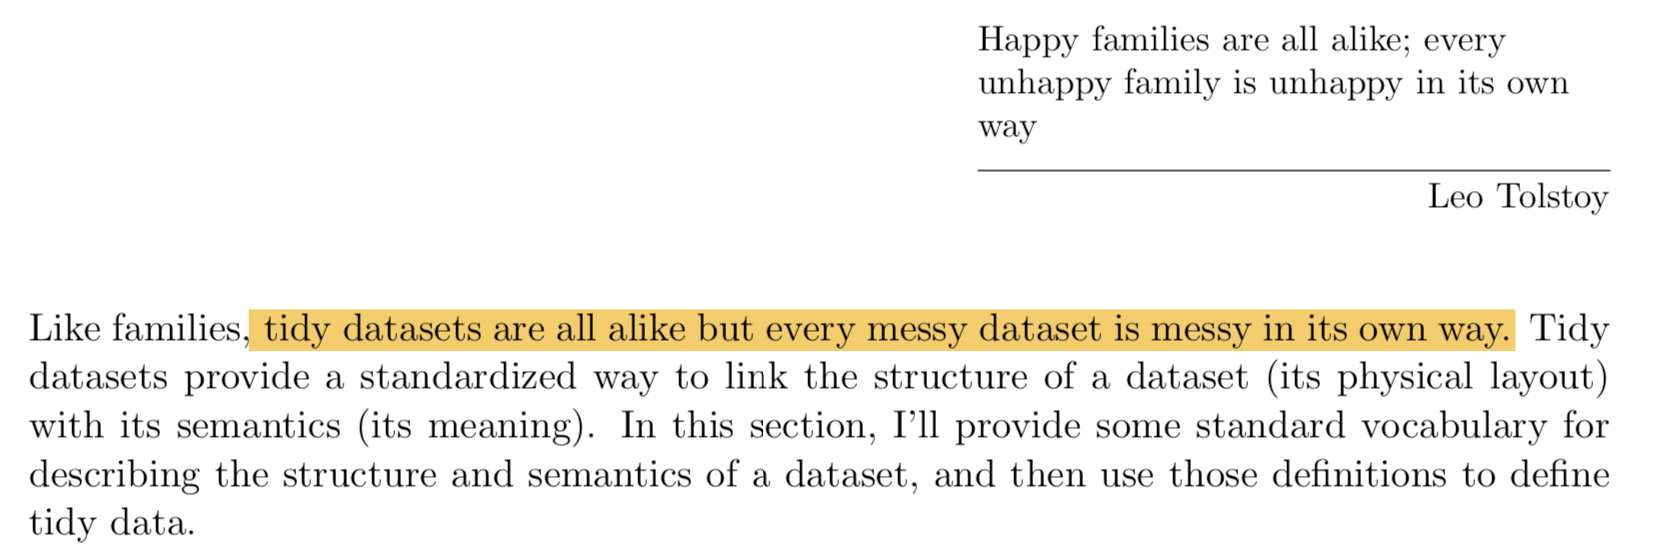 Happy families are all alike; every
unhappy family is unhappy in its own
way
Leo Tolstoy
Like families, tidy datasets are all alike but every messy dataset is messy in its own way. Tidy
datasets provide a standardized way to link the structure of a dataset (its physical layout)
with its semantics (its meaning). In this section, I'll provide some standard vocabulary for
describing the structure and semantics of a dataset, and then use those definitions to define
tidy data.